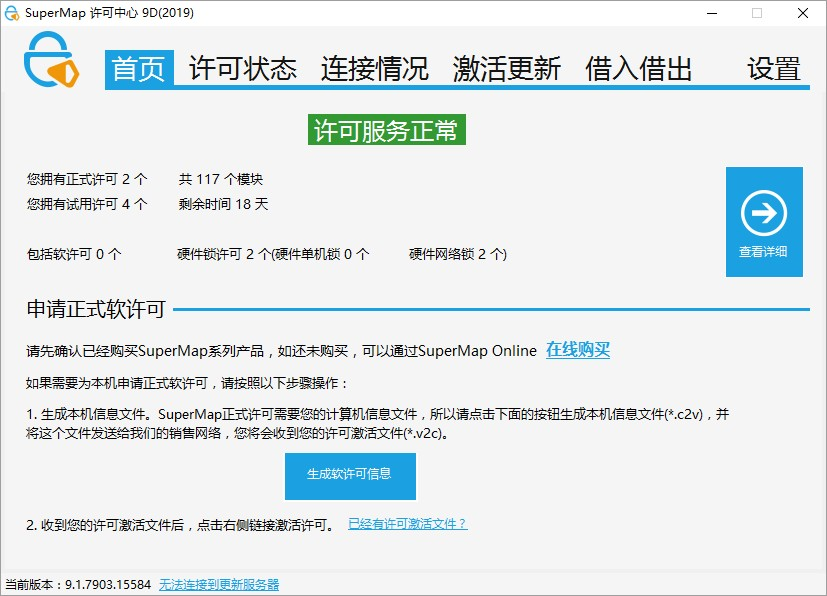 SuperMap 许可中心 9D(2019)
首页 许可状态 连接情况 激活更新 借入借出 设置
许可服务正常
您拥有正式许可 2 个 共 117 个模块
您拥有试用许可 4 个 剩余时间 18 天
包括软许可 0 个 硬件锁许可 2 个(硬件单机锁 0 个 硬件网络锁 2 个)
查看详细
申请正式软许可
请先确认已经购买SuperMap系列产品，如还未购买，可以通过SuperMap Online 在线购买
如果需要为本机申请正式软许可，请按照以下步骤操作：
1. 生成本机信息文件。SuperMap正式许可需要您的计算机信息文件，所以请点击下面的按钮生成本机信息文件(*.c2v)，并
将这个文件发送给我们的销售网络，您将会收到您的许可激活文件(*.v2c)。
生成软许可信息
2. 收到您的许可激活文件后，点击右侧链接激活许可。 已经有许可激活文件？
当前版本：9.1.7903.15584 无法连接到更新服务器